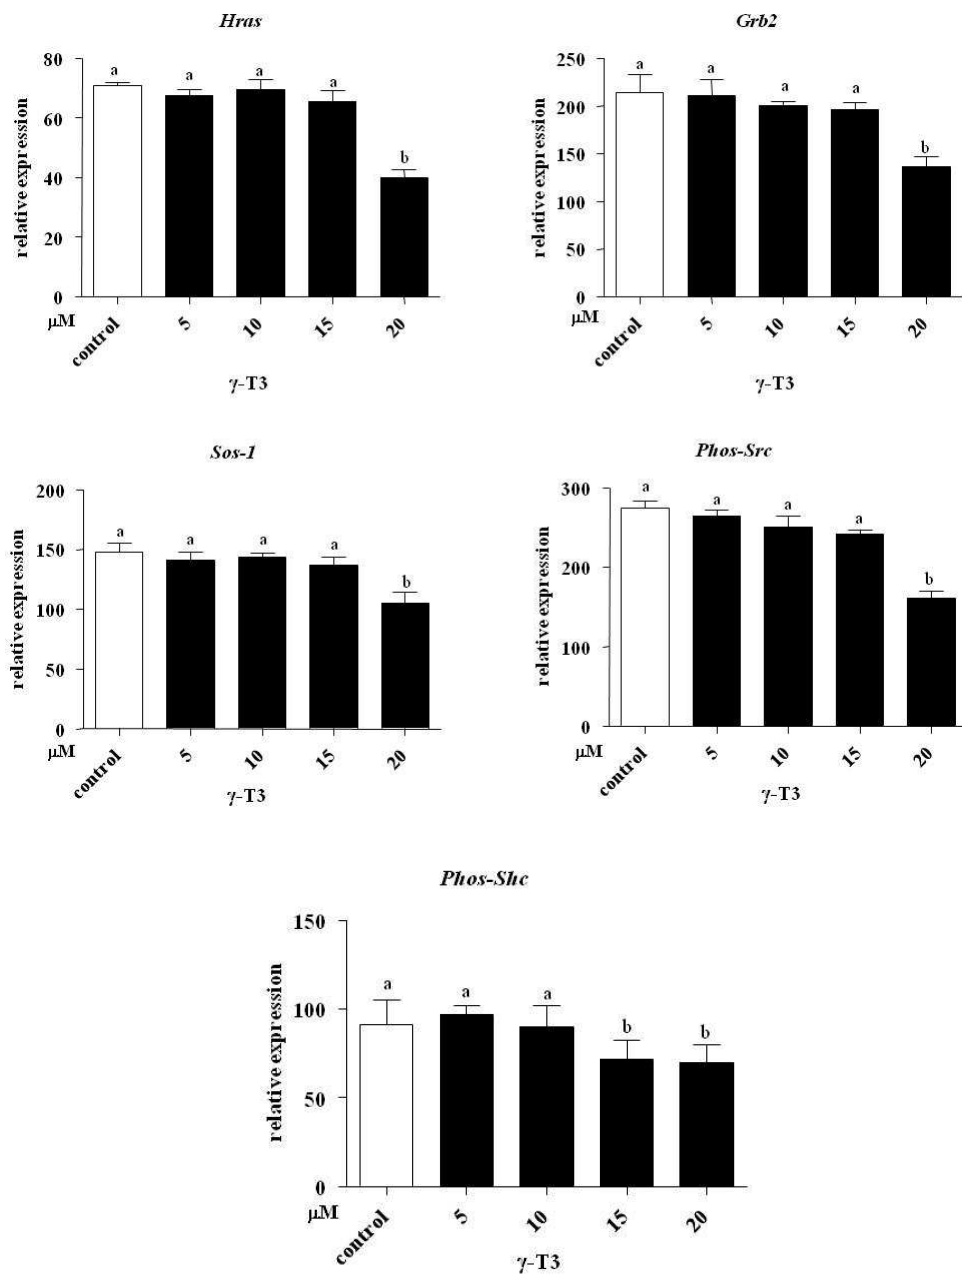 Hras
relative expression
80
60
40
20
0
a
a
a
a
b
μM
control
5
10
15
20
γ-T3
Grb2
relative expression
250
200
150
100
50
0
a
a
a
a
b
μM
control
5
10
15
20
γ-T3
Sos-1
relative expression
200
150
100
50
0
a
a
a
a
b
μM
control
5
10
15
20
γ-T3
Phos-Src
relative expression
300
200
100
0
a
a
a
a
b
μM
control
5
10
15
20
γ-T3
Phos-Shc
relative expression
150
100
50
0
a
a
a
b
b
μM
control
5
10
15
20
γ-T3